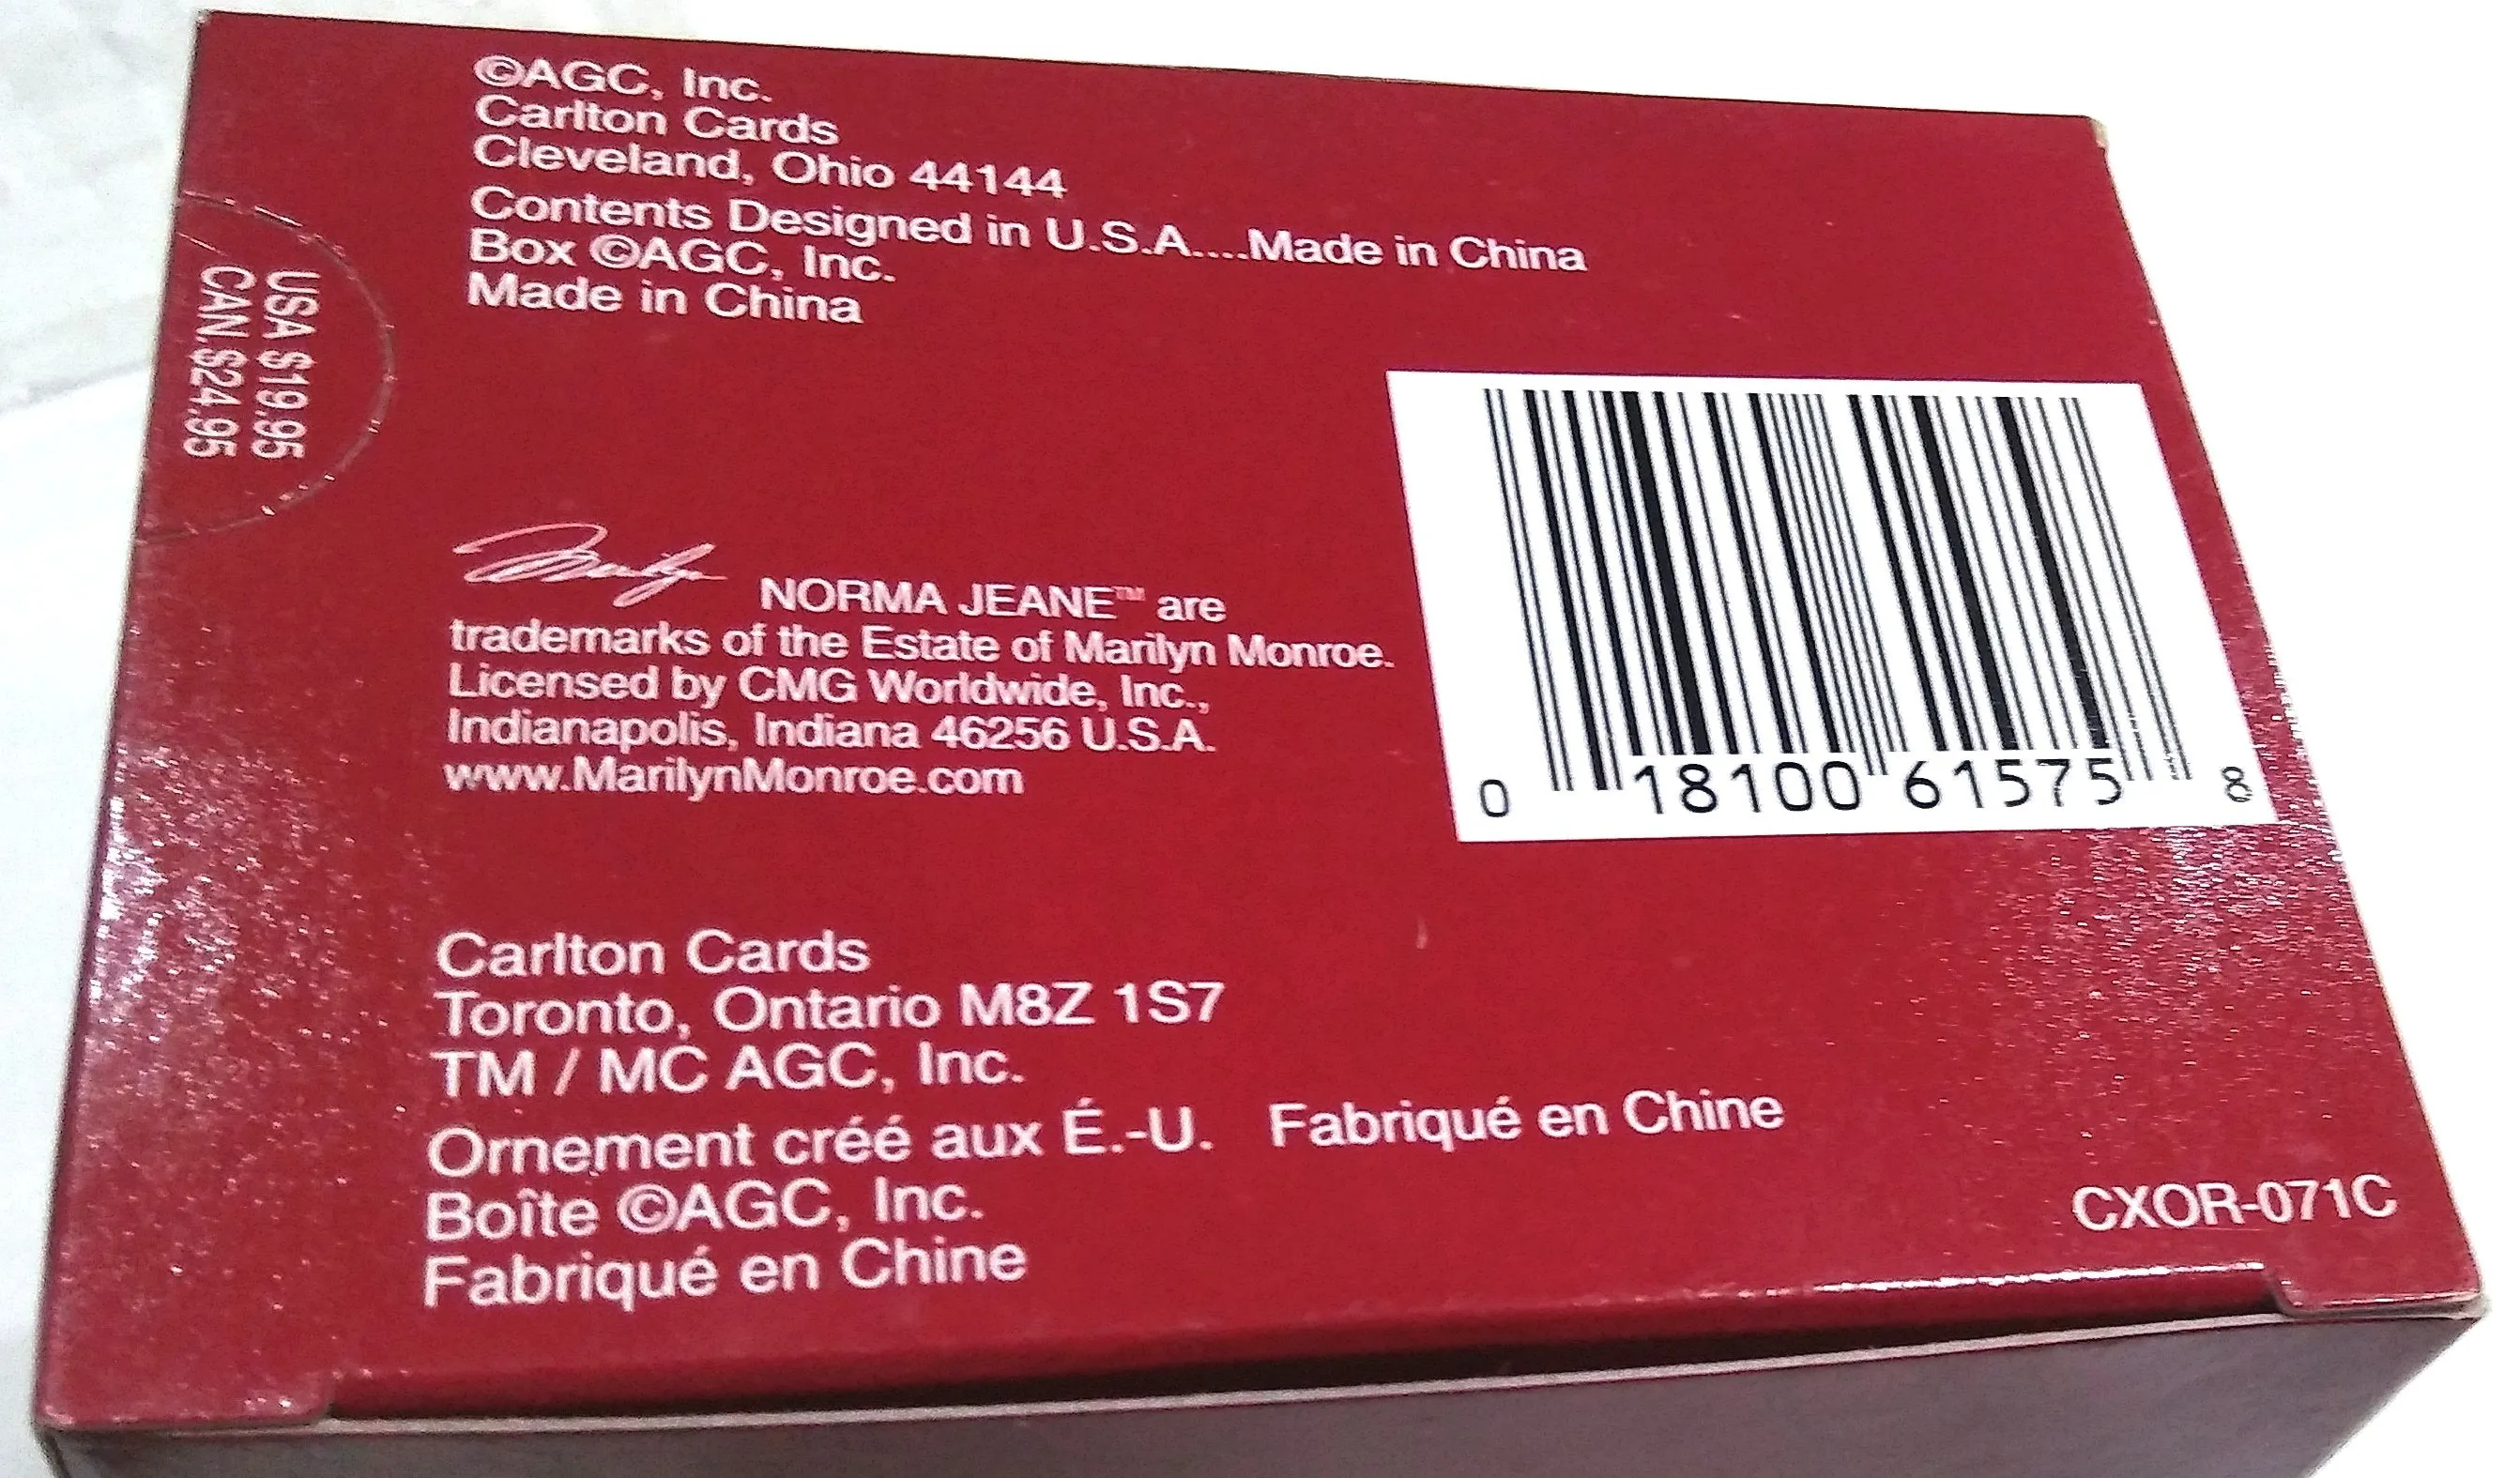 ©AGC, Inc.
Carlton Cards
Cleveland, Ohio 44144
Contents Designed in U.S.A....Made in China
Box ©AGC, Inc.
Made in China
USA $19.95
CAN.$24.95
Marilyn NORMA JEANE™ are
trademarks of the Estate of Marilyn Monroe.
Licensed by CMG Worldwide, Inc.,
Indianapolis, Indiana 46256 U.S.A.
www.MarilynMonroe.com
0 18100 61575 8
Carlton Cards
Toronto, Ontario M8Z 1S7
TM / MC AGC, Inc.
Ornement créé aux É.-U. Fabriqué en Chine
Boîte ©AGC, Inc.
Fabriqué en Chine
CXOR-071C